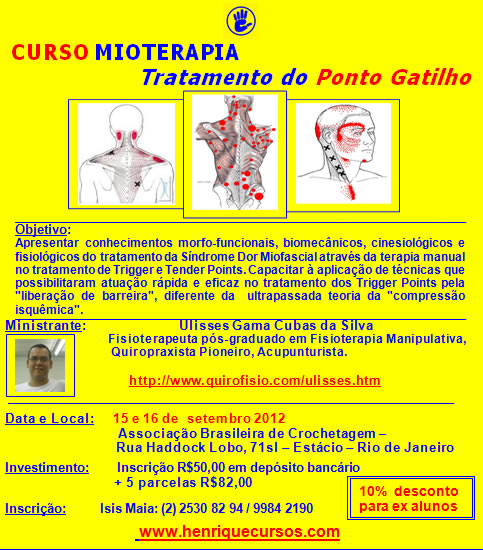 CURSO MIOTERAPIA
Tratamento do Ponto Gatilho
Objetivo:
Apresentar conhecimentos morfo-funcionais, biomecânicos, cinesiológicos e
fisiológicos do tratamento da Síndrome Dor Miofascial através da terapia manual
no tratamento de Trigger e Tender Points. Capacitar à aplicação de técnicas que
possibilitaram atuação rápida e eficaz no tratamento dos Trigger Points pela
"liberação de barreira", diferente da ultrapassada teoria da "compressão
isquêmica".
Ministrante: Ulisses Gama Cubas da Silva
Fisioterapeuta pós-graduado em Fisioterapia Manipulativa,
Quiropraxista Pioneiro, Acupunturista.
http://www.quirofisio.com/ulisses.htm
Data e Local: 15 e 16 de setembro 2012
Associação Brasileira de Crochetagem –
Rua Haddock Lobo, 71sl – Estácio – Rio de Janeiro
Investimento: Inscrição R$50,00 em depósito bancário
+ 5 parcelas R$82,00
10% desconto
para ex alunos
Inscrição: Isis Maia: (2) 2530 82 94 / 9984 2190
www.henriquecursos.com